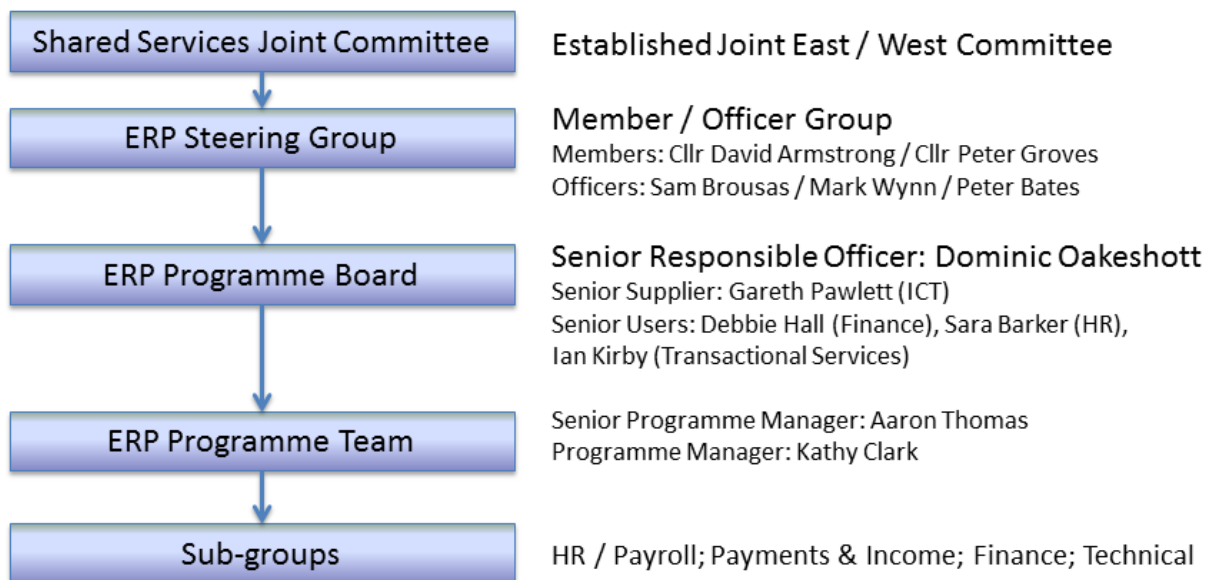 Shared Services Joint Committee
Established Joint East / West Committee
ERP Steering Group
Member / Officer Group
Members: Cllr David Armstrong / Cllr Peter Groves
Officers: Sam Brousas / Mark Wynn / Peter Bates
ERP Programme Board
Senior Responsible Officer: Dominic Oakeshott
Senior Supplier: Gareth Pawlett (ICT)
Senior Users: Debbie Hall (Finance), Sara Barker (HR),
Ian Kirby (Transactional Services)
ERP Programme Team
Senior Programme Manager: Aaron Thomas
Programme Manager: Kathy Clark
Sub-groups
HR / Payroll; Payments & Income; Finance; Technical